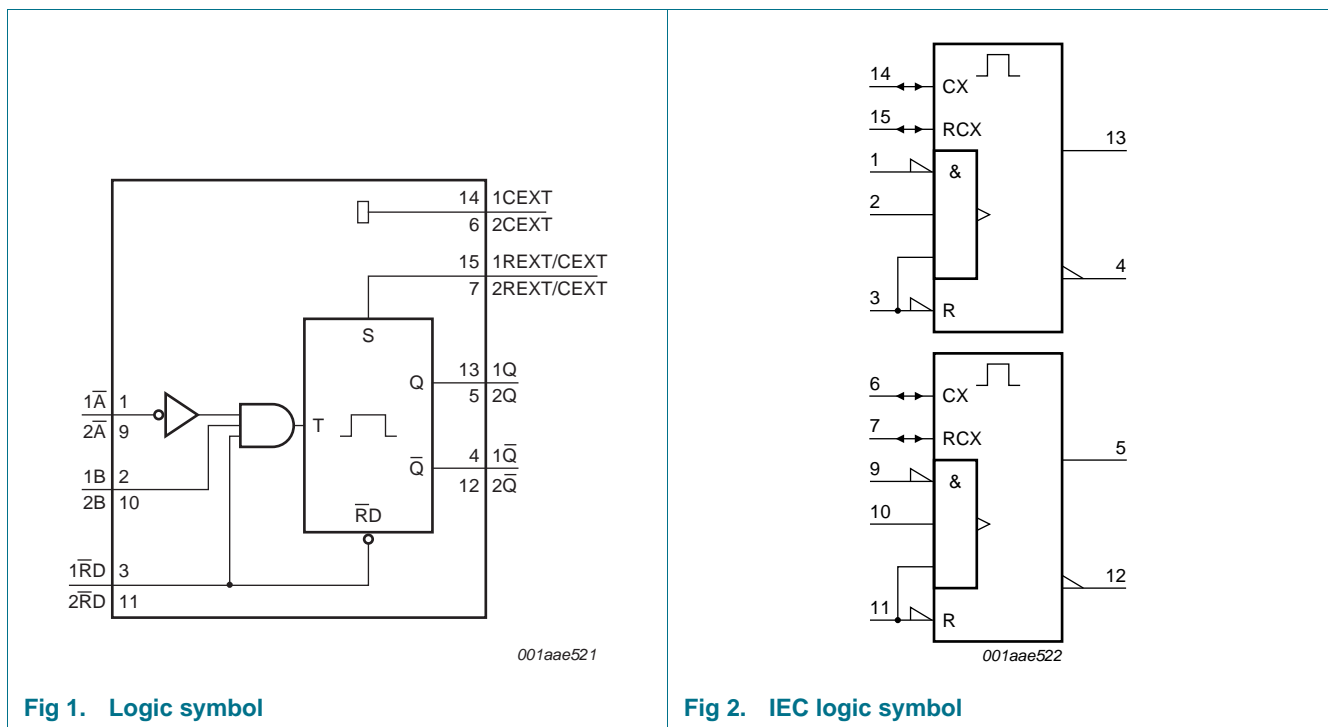 14 1CEXT
6 2CEXT
15 1REXT/CEXT
7 2REXT/CEXT
S
Q
13 1Q
5 2Q
1A̅ 1
2A̅ 9
T
Q̅
4 1Q̅
12 2Q̅
1B 2
2B 10
R̅D
1R̅D 3
2R̅D 11
001aae521
Fig 1. Logic symbol
14
CX
15
RCX
13
1
&
2
4
3
R
6
CX
7
RCX
5
9
&
10
12
11
R
001aae522
Fig 2. IEC logic symbol